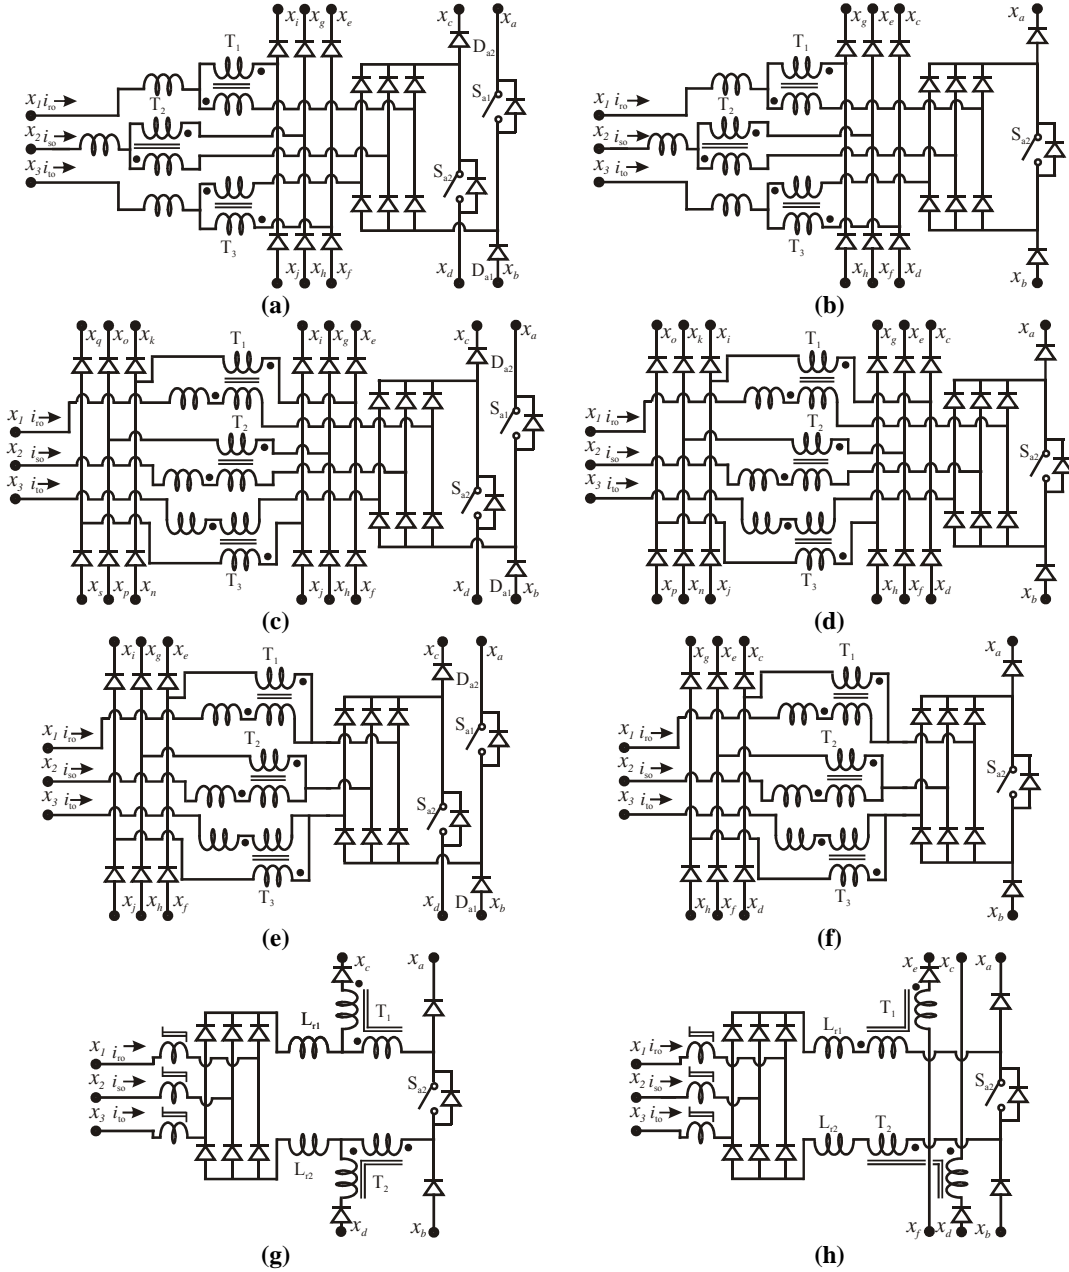 x_i x_g x_e x_c x_a
T_1 D_a2
x_1 i_ro T_2 S_a1
x_2 i_so
x_3 i_to S_a2
T_3
x_j x_h x_f x_d D_a1 x_b
(a)
x_g x_e x_c x_a
T_1
x_1 i_ro T_2
x_2 i_so S_a2
x_3 i_to
T_3
x_h x_f x_d x_b
(b)
x_q x_o x_k x_i x_g x_e x_c x_a
T_1 D_a2
x_1 i_ro T_2 S_a1
x_2 i_so
x_3 i_to S_a2
T_3
x_s x_p x_n x_j x_h x_f x_d D_a1 x_b
(c)
x_o x_k x_i x_g x_e x_c x_a
T_1
x_1 i_ro T_2
x_2 i_so S_a2
x_3 i_to
T_3
x_p x_n x_j x_h x_f x_d x_b
(d)
x_i x_g x_e x_c x_a
T_1 D_a2
x_1 i_ro T_2 S_a1
x_2 i_so
x_3 i_to S_a2
T_3
x_j x_h x_f x_d D_a1 x_b
(e)
x_g x_e x_c x_a
T_1
x_1 i_ro T_2
x_2 i_so S_a2
x_3 i_to
T_3
x_h x_f x_d x_b
(f)
x_c x_a
L_r1 T_1
x_1 i_ro
x_2 i_so S_a2
x_3 i_to
L_r2 T_2
x_d x_b
(g)
x_e x_c x_a
T_1
L_r1
x_1 i_ro
x_2 i_so S_a2
x_3 i_to
L_r2 T_2
x_f x_d x_b
(h)